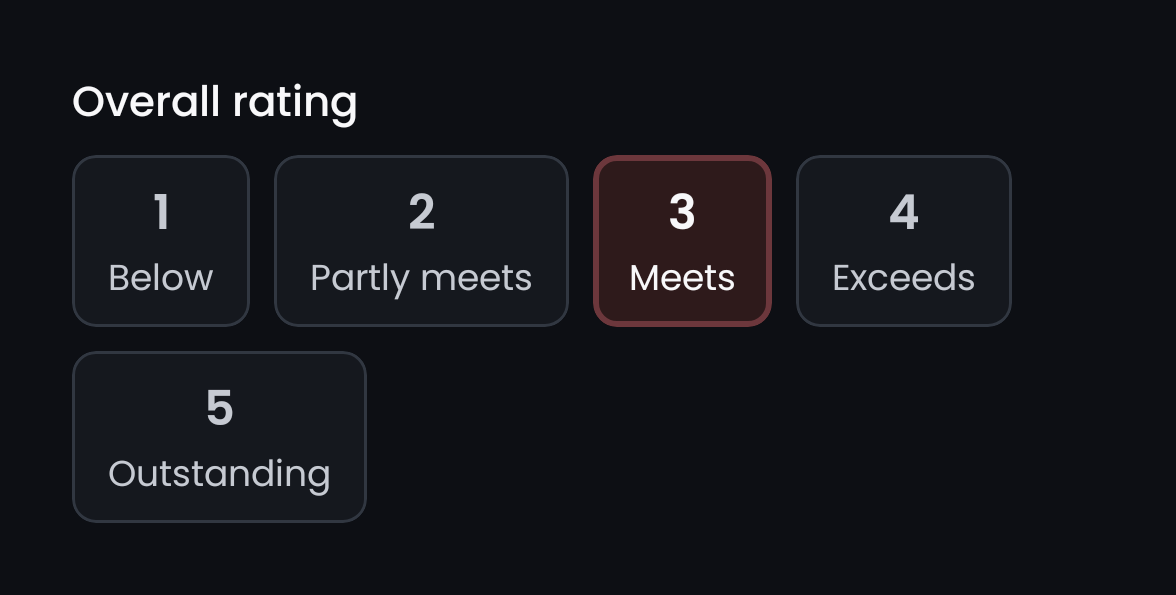 Overall rating
1
Below
2
Partly meets
3
Meets
4
Exceeds
5
Outstanding